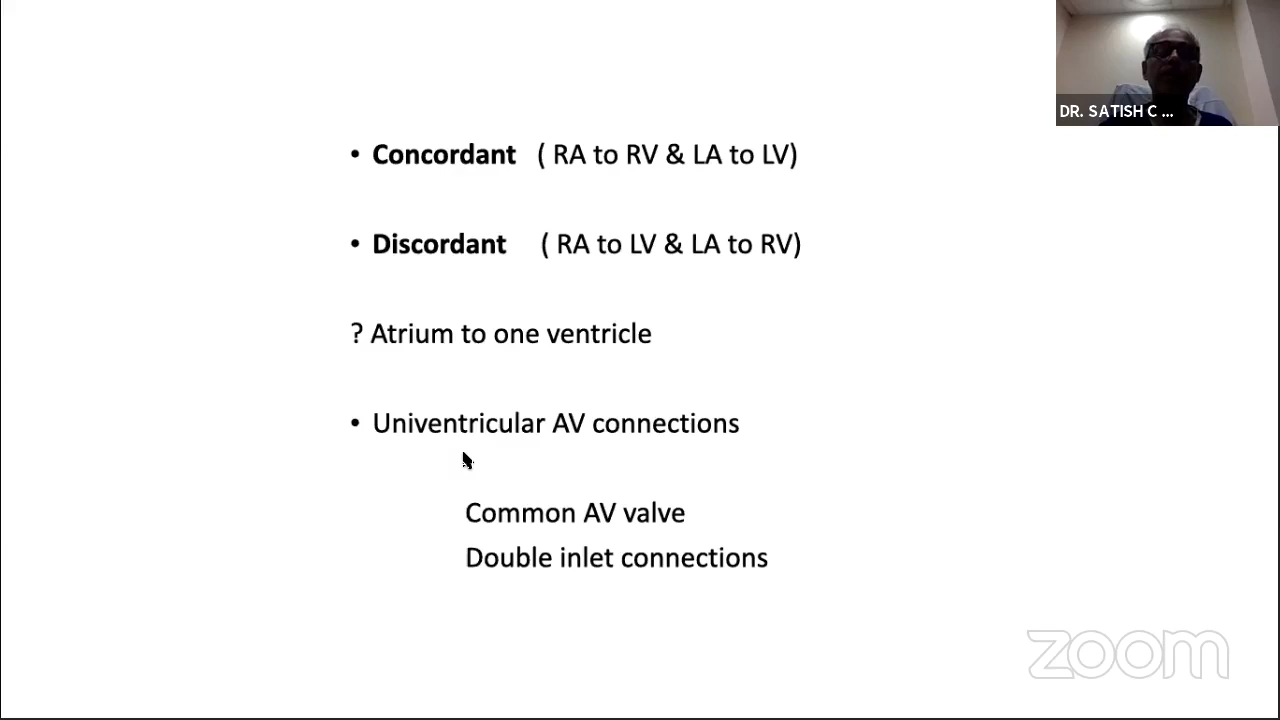 DR. SATISH C ...
• Concordant ( RA to RV & LA to LV)
• Discordant ( RA to LV & LA to RV)
? Atrium to one ventricle
• Univentricular AV connections
Common AV valve
Double inlet connections
zoom